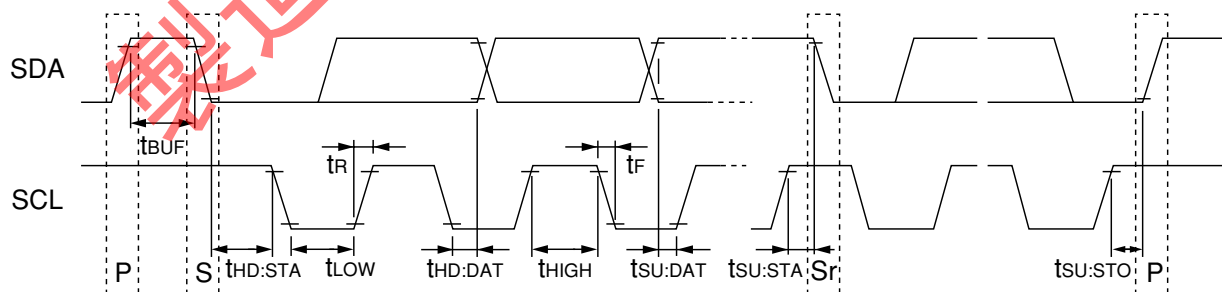 SDA
tBUF
tR
tF
SCL
P
S
tHD:STA
tLOW
tHD:DAT
tHIGH
tSU:DAT
tSU:STA
Sr
tSU:STO
P